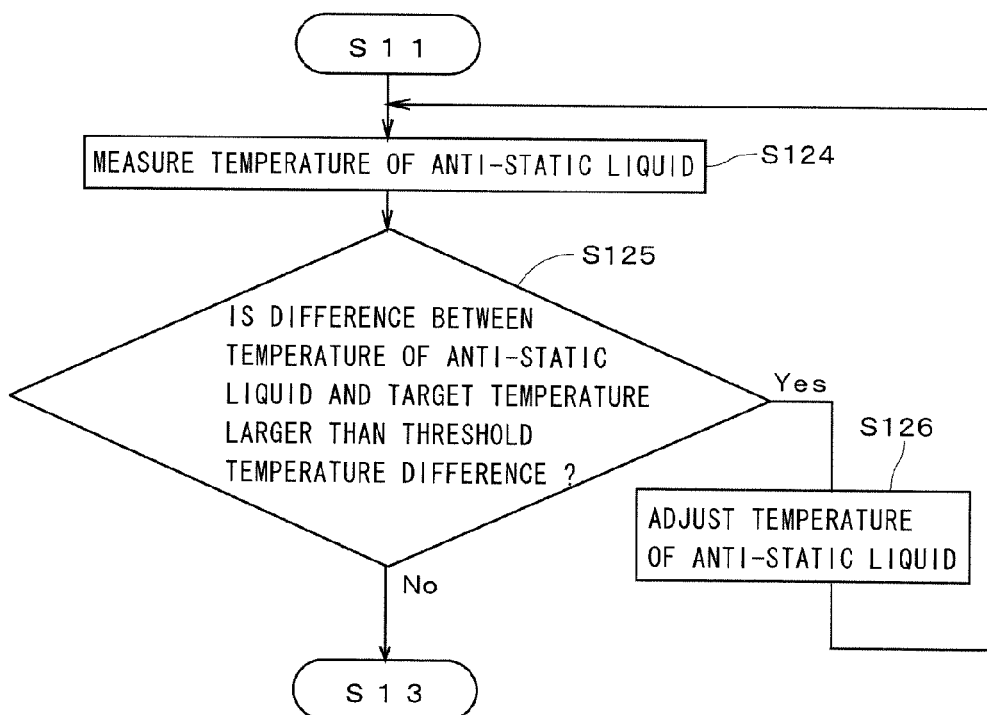 S11
MEASURE TEMPERATURE OF ANTI-STATIC LIQUID
S124
S125
IS DIFFERENCE BETWEEN
TEMPERATURE OF ANTI-STATIC
LIQUID AND TARGET TEMPERATURE
LARGER THAN THRESHOLD
TEMPERATURE DIFFERENCE ?
Yes
S126
ADJUST TEMPERATURE
OF ANTI-STATIC LIQUID
No
S13